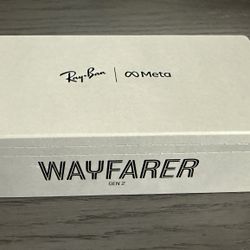 Ray-Ban | ∞ Meta
WAYFARER
GEN 2